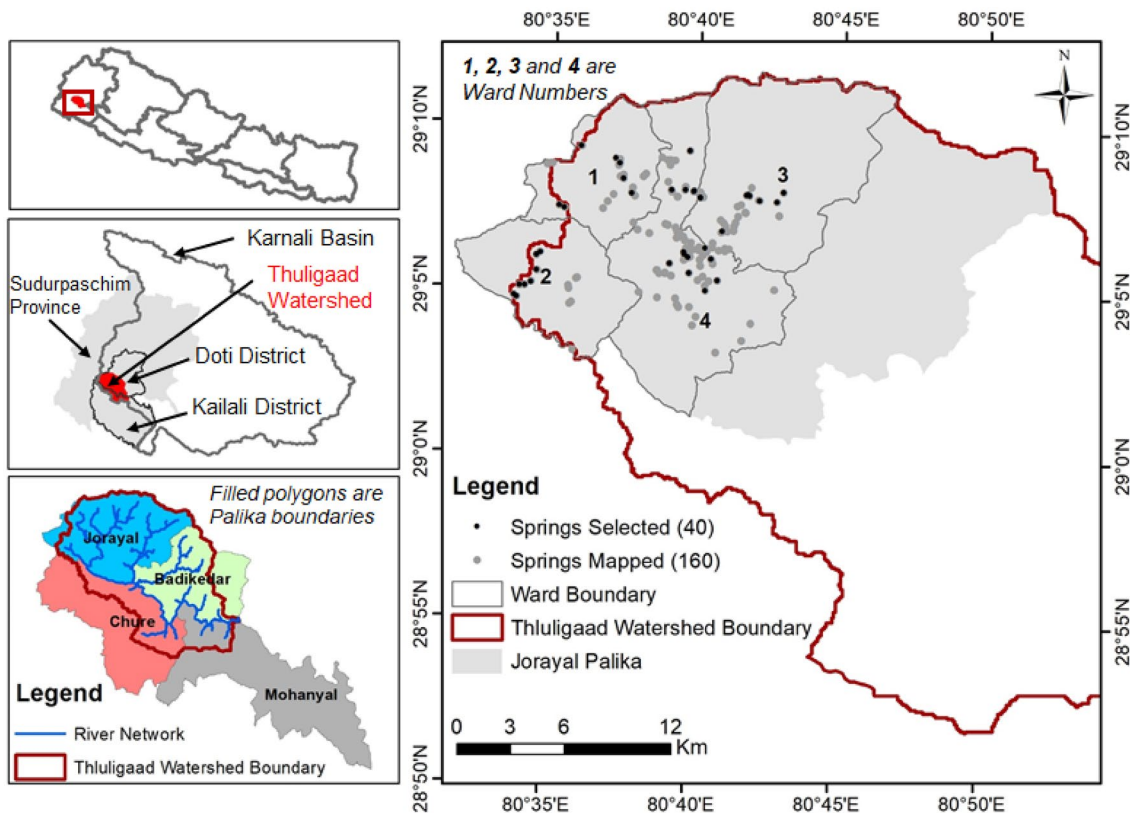 Karnali Basin
Thuligaad
Watershed
Sudurpaschim
Province
Doti District
Kailali District
Filled polygons are
Palika boundaries
Jorayal
Badikedar
Chure
Mohanyal
Legend
River Network
Thluligaad Watershed Boundary
80°35'E 80°40'E 80°45'E 80°50'E
1, 2, 3 and 4 are
Ward Numbers
N
29°10'N 29°10'N
1
3
2
29°5'N 29°5'N
4
29°0'N 29°0'N
Legend
Springs Selected (40)
Springs Mapped (160)
Ward Boundary
Thluligaad Watershed Boundary
Jorayal Palika
28°55'N 28°55'N
0 3 6 12
Km
28°50'N
80°35'E 80°40'E 80°45'E 80°50'E